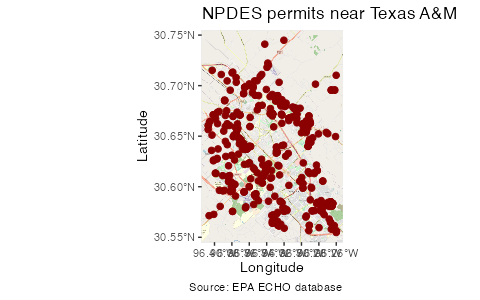 NPDES permits near Texas A&M
30.75°N
30.70°N
30.65°N
30.60°N
30.55°N
Latitude
Longitude
Source: EPA ECHO database